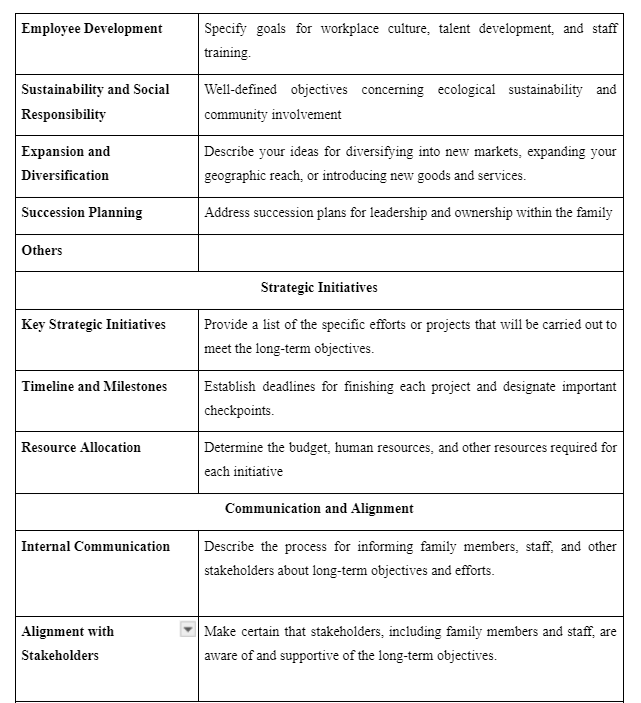 Employee Development
Specify goals for workplace culture, talent development, and staff
training.
Sustainability and Social
Responsibility
Well-defined objectives concerning ecological sustainability and
community involvement
Expansion and
Diversification
Describe your ideas for diversifying into new markets, expanding your
geographic reach, or introducing new goods and services.
Succession Planning
Address succession plans for leadership and ownership within the family
Others
Strategic Initiatives
Key Strategic Initiatives
Provide a list of the specific efforts or projects that will be carried out to
meet the long-term objectives.
Timeline and Milestones
Establish deadlines for finishing each project and designate important
checkpoints.
Resource Allocation
Determine the budget, human resources, and other resources required for
each initiative
Communication and Alignment
Internal Communication
Describe the process for informing family members, staff, and other
stakeholders about long-term objectives and efforts.
Alignment with
Stakeholders
Make certain that stakeholders, including family members and staff, are
aware of and supportive of the long-term objectives.